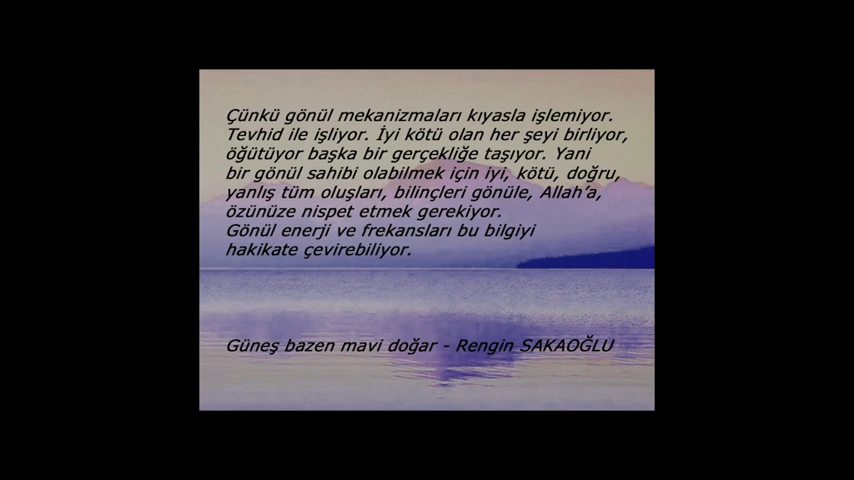 Çünkü gönül mekanizmaları kıyasla işlemiyor.
Tevhid ile işliyor. İyi kötü olan her şeyi birliyor,
öğütüyor başka bir gerçekliğe taşıyor. Yani
bir gönül sahibi olabilmek için iyi, kötü, doğru,
yanlış tüm oluşları, bilinçleri gönüle, Allah’a,
özünüze nispet etmek gerekiyor.
Gönül enerji ve frekansları bu bilgiyi
hakikate çevirebiliyor.
Güneş bazen mavi doğar - Rengin SAKAOĞLU